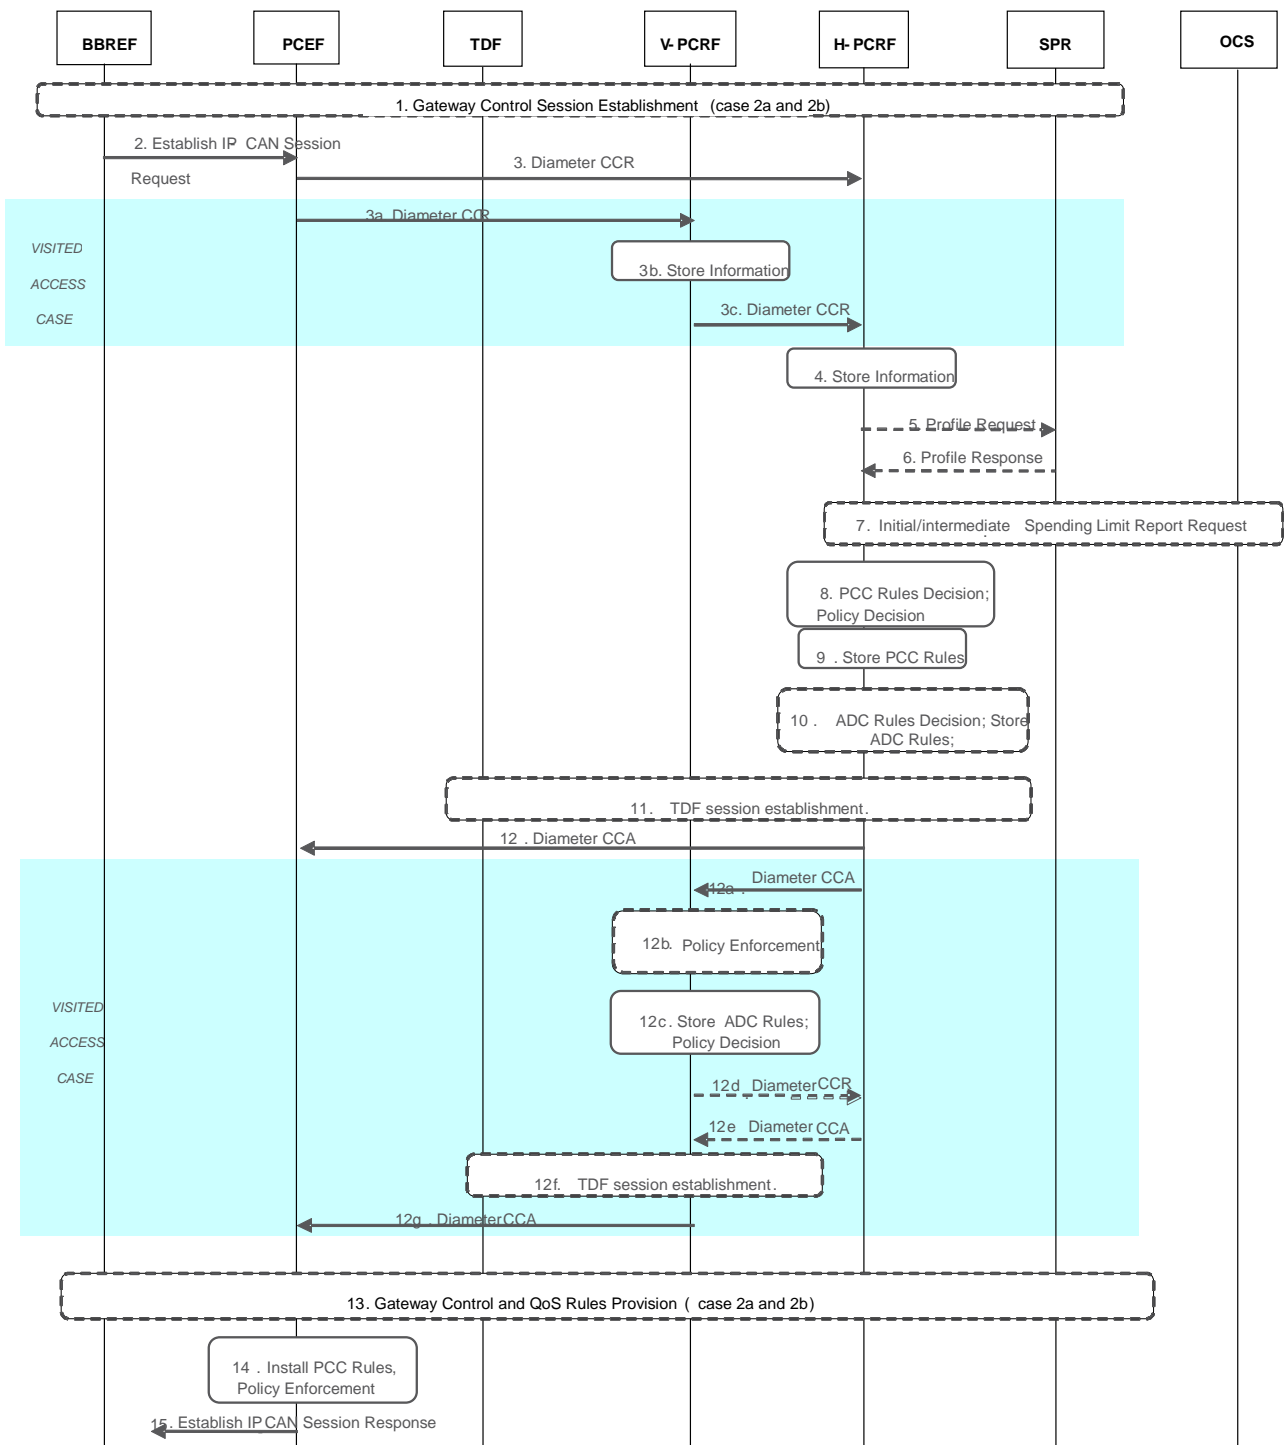 BBREF PCEF TDF V- PCRF H- PCRF SPR OCS
1. Gateway Control Session Establishment (case 2a and 2b)
2. Establish IP CAN Session
Request
3. Diameter CCR
3a. Diameter CCR
VISITED
ACCESS
CASE
3b. Store Information
3c. Diameter CCR
4. Store Information
5. Profile Request
6. Profile Response
7. Initial/intermediate Spending Limit Report Request
8. PCC Rules Decision;
Policy Decision
9 . Store PCC Rules
10 . ADC Rules Decision; Store
ADC Rules;
11. TDF session establishment.
12 . Diameter CCA
12a . Diameter CCA
12b. Policy Enforcement
VISITED
ACCESS
CASE
12c. Store ADC Rules;
Policy Decision
12d . Diameter CCR
12e Diameter CCA
12f. TDF session establishment.
12g . Diameter CCA
13. Gateway Control and QoS Rules Provision ( case 2a and 2b)
14 . Install PCC Rules,
Policy Enforcement
15. Establish IP CAN Session Response